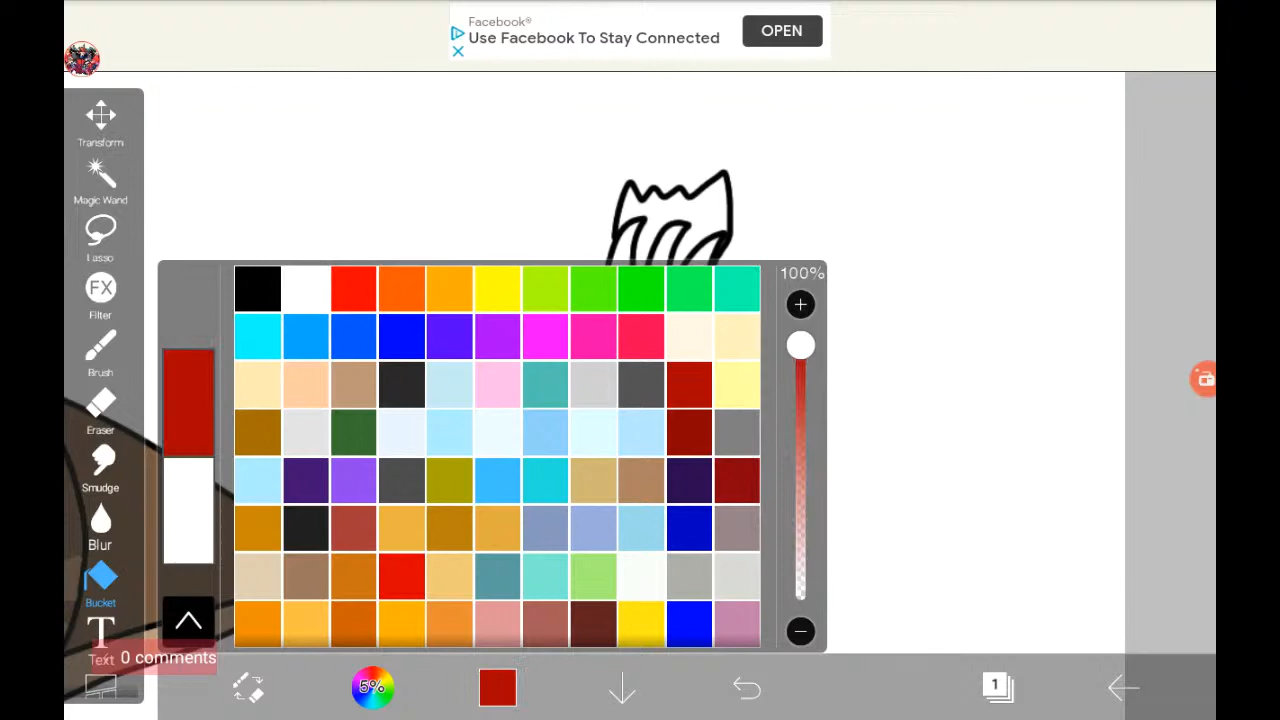 Facebook®
Use Facebook To Stay Connected
OPEN
Transform
Magic Wand
Lasso
FX
Filter
Brush
Eraser
Smudge
Blur
Bucket
T
Text
0 comments
100%
5%
1